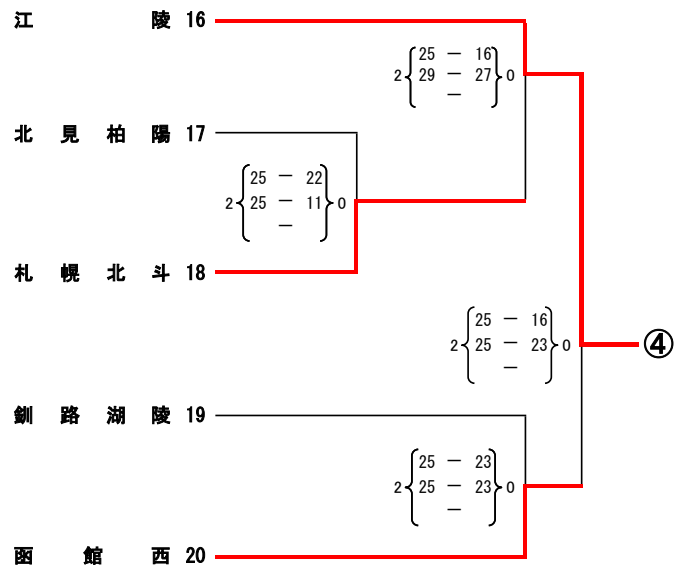 江陵 16
25 — 16
2 29 — 27 0
—
北見柏陽 17
25 — 22
2 25 — 11 0
—
札幌北斗 18
25 — 16
2 25 — 23 0
—
④
釧路湖陵 19
25 — 23
2 25 — 23 0
—
函館西 20